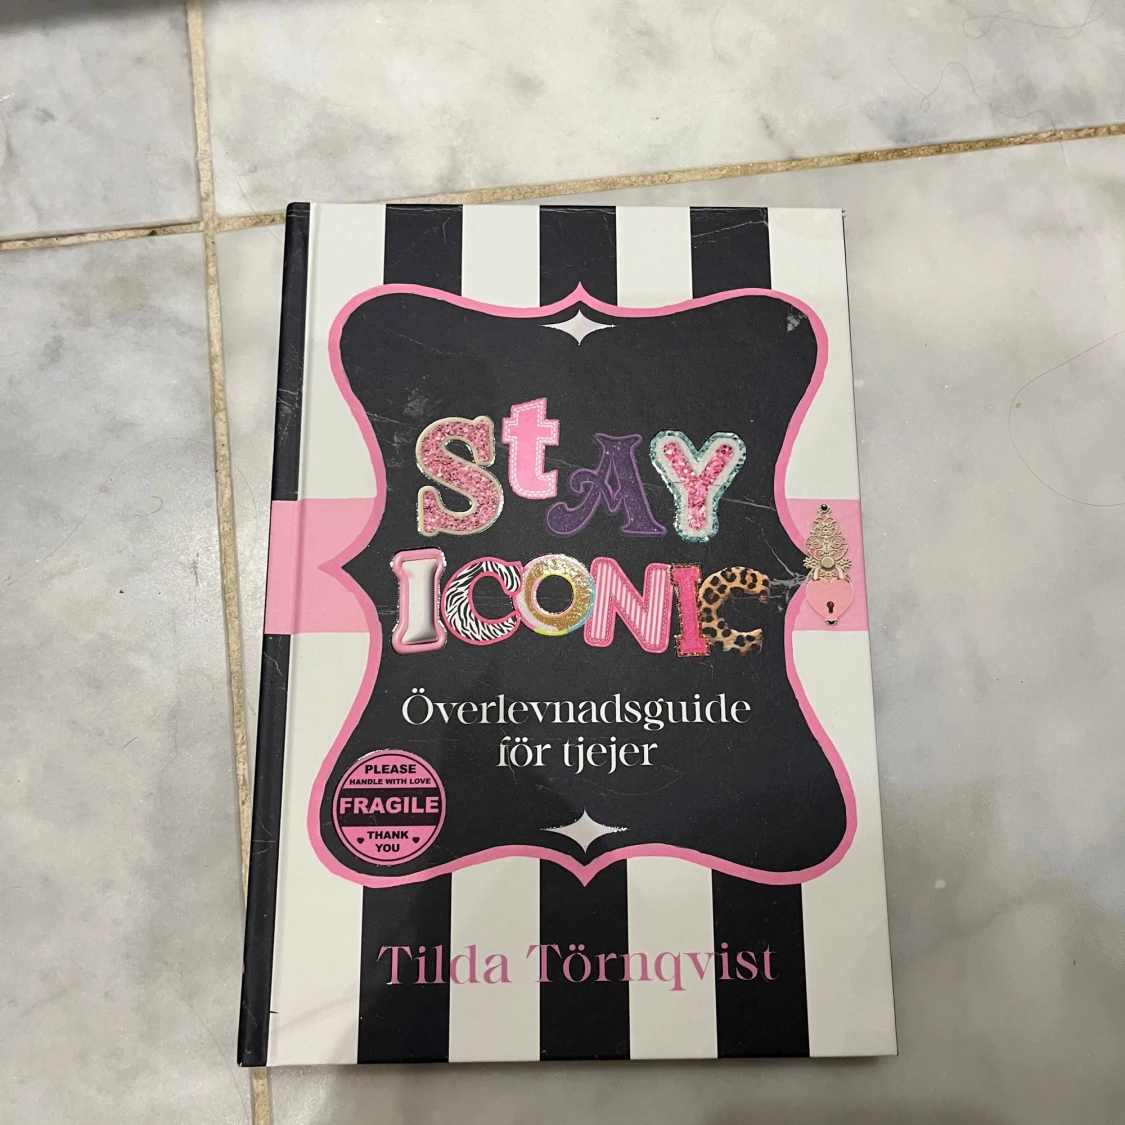 StAY
ICONIC
Överlevnadsguide
för tjejer
PLEASE
HANDLE WITH LOVE
FRAGILE
THANK
YOU
Tilda Törnqvist